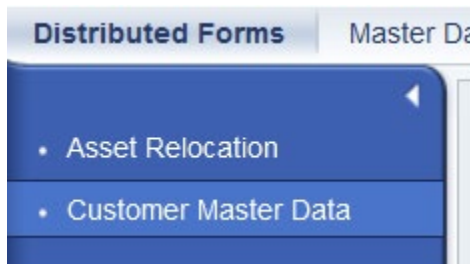 Distributed Forms Master Da
Asset Relocation
Customer Master Data